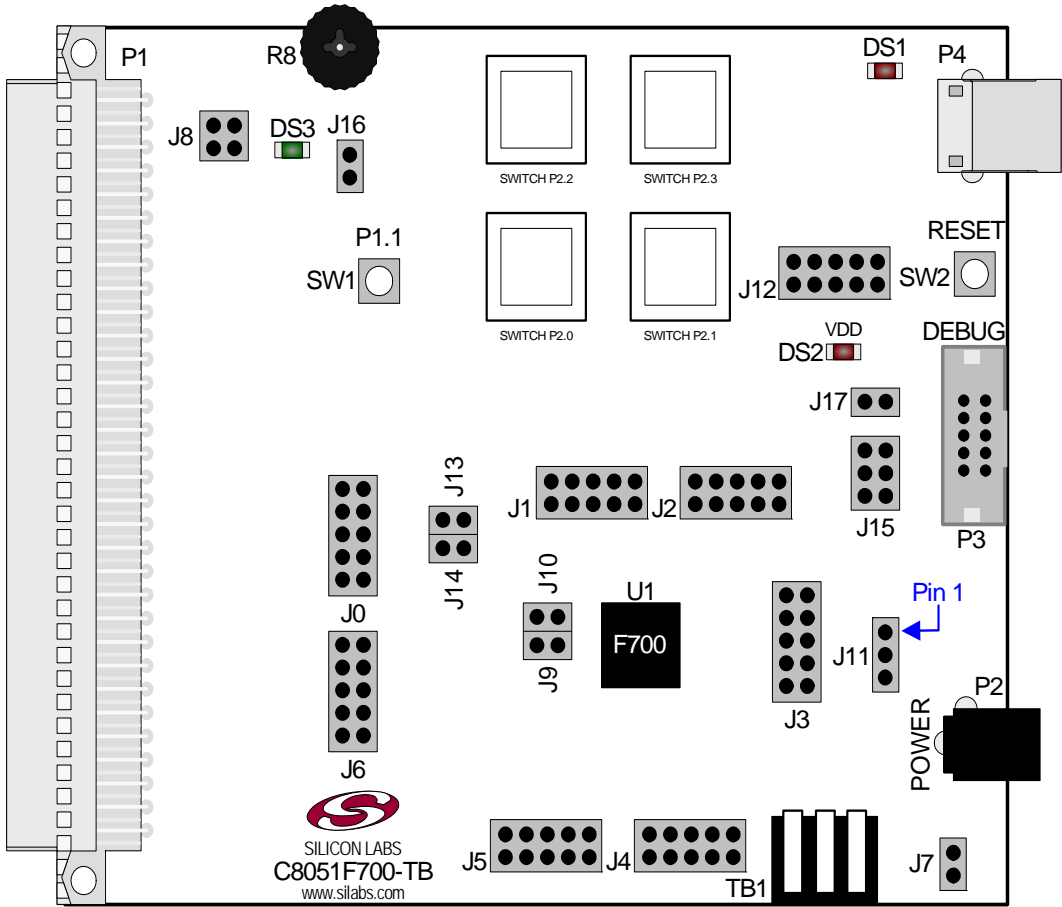 P1
R8
DS1
P4
J8
DS3
J16
SWITCH P2.2
SWITCH P2.3
P1.1
SW1
RESET
J12
SW2
SWITCH P2.0
SWITCH P2.1
VDD
DS2
DEBUG
J17
J13
J1
J2
J15
P3
J14
J10
U1
Pin 1
J0
F700
J9
J11
J3
P2
POWER
J6
SILICON LABS
C8051F700-TB
www.silabs.com
J5
J4
TB1
J7